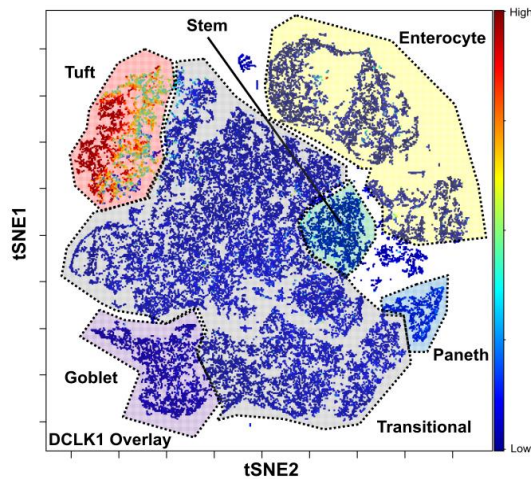 Stem
High
Enterocyte
Tuft
tSNE1
Paneth
Goblet
Transitional
DCLK1 Overlay
Low
tSNE2